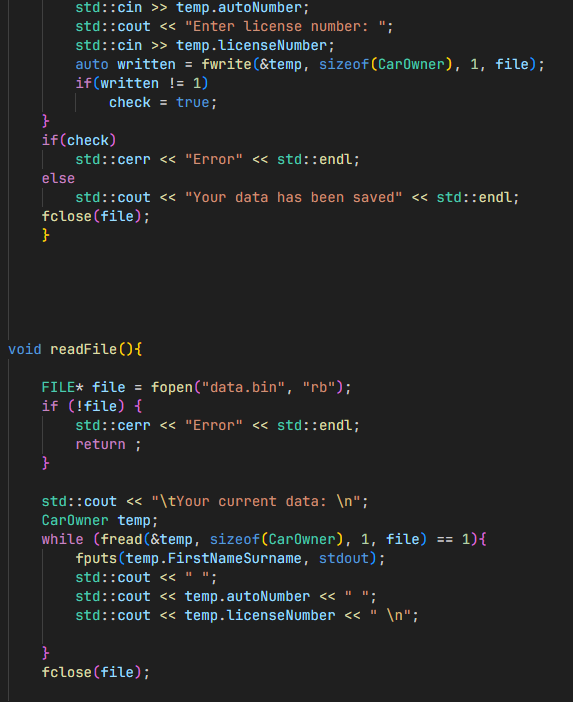 std::cin >> temp.autoNumber;
std::cout << "Enter license number: ";
std::cin >> temp.licenseNumber;
auto written = fwrite(&temp, sizeof(CarOwner), 1, file);
if(written != 1)
check = true;
}
if(check)
std::cerr << "Error" << std::endl;
else
std::cout << "Your data has been saved" << std::endl;
fclose(file);
}
void readFile(){
FILE* file = fopen("data.bin", "rb");
if (!file) {
std::cerr << "Error" << std::endl;
return ;
}
std::cout << "\tYour current data: \n";
CarOwner temp;
while (fread(&temp, sizeof(CarOwner), 1, file) == 1){
fputs(temp.FirstNameSurname, stdout);
std::cout << " ";
std::cout << temp.autoNumber << " ";
std::cout << temp.licenseNumber << " \n";
}
fclose(file);